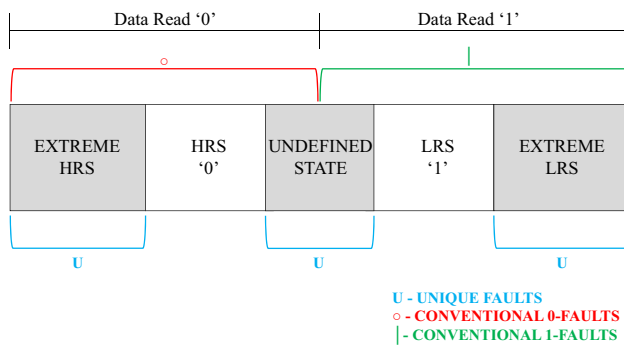 Data Read ‘0’ Data Read ‘1’
○ |
EXTREME HRS UNDEFINED LRS EXTREME
HRS ‘0’ STATE ‘1’ LRS
U U U
U - UNIQUE FAULTS
○ - CONVENTIONAL 0-FAULTS
| - CONVENTIONAL 1-FAULTS